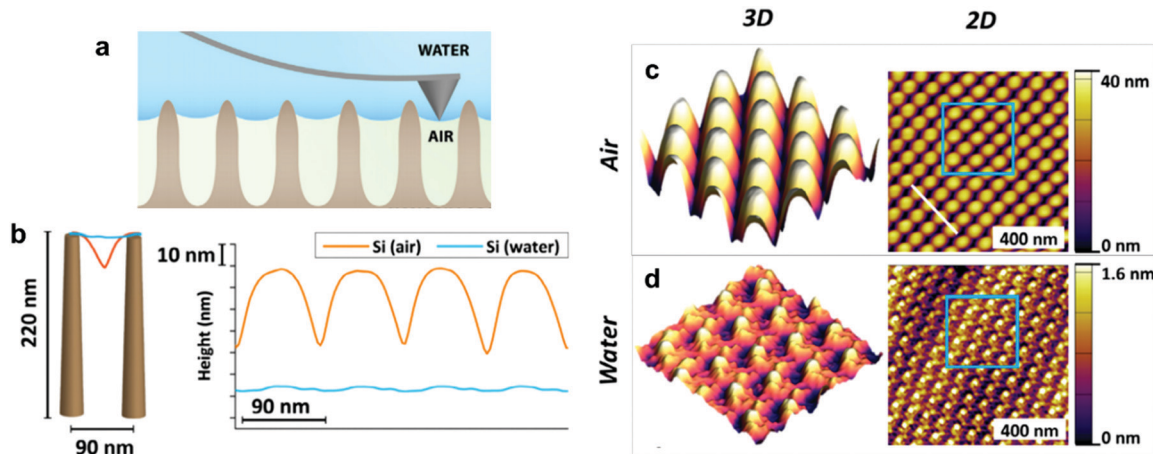 3D
2D
a
WATER
AIR
b
220 nm
90 nm
10 nm
Si (air)
Si (water)
Height (nm)
90 nm
Air
c
400 nm
40 nm
0 nm
Water
d
400 nm
1.6 nm
0 nm